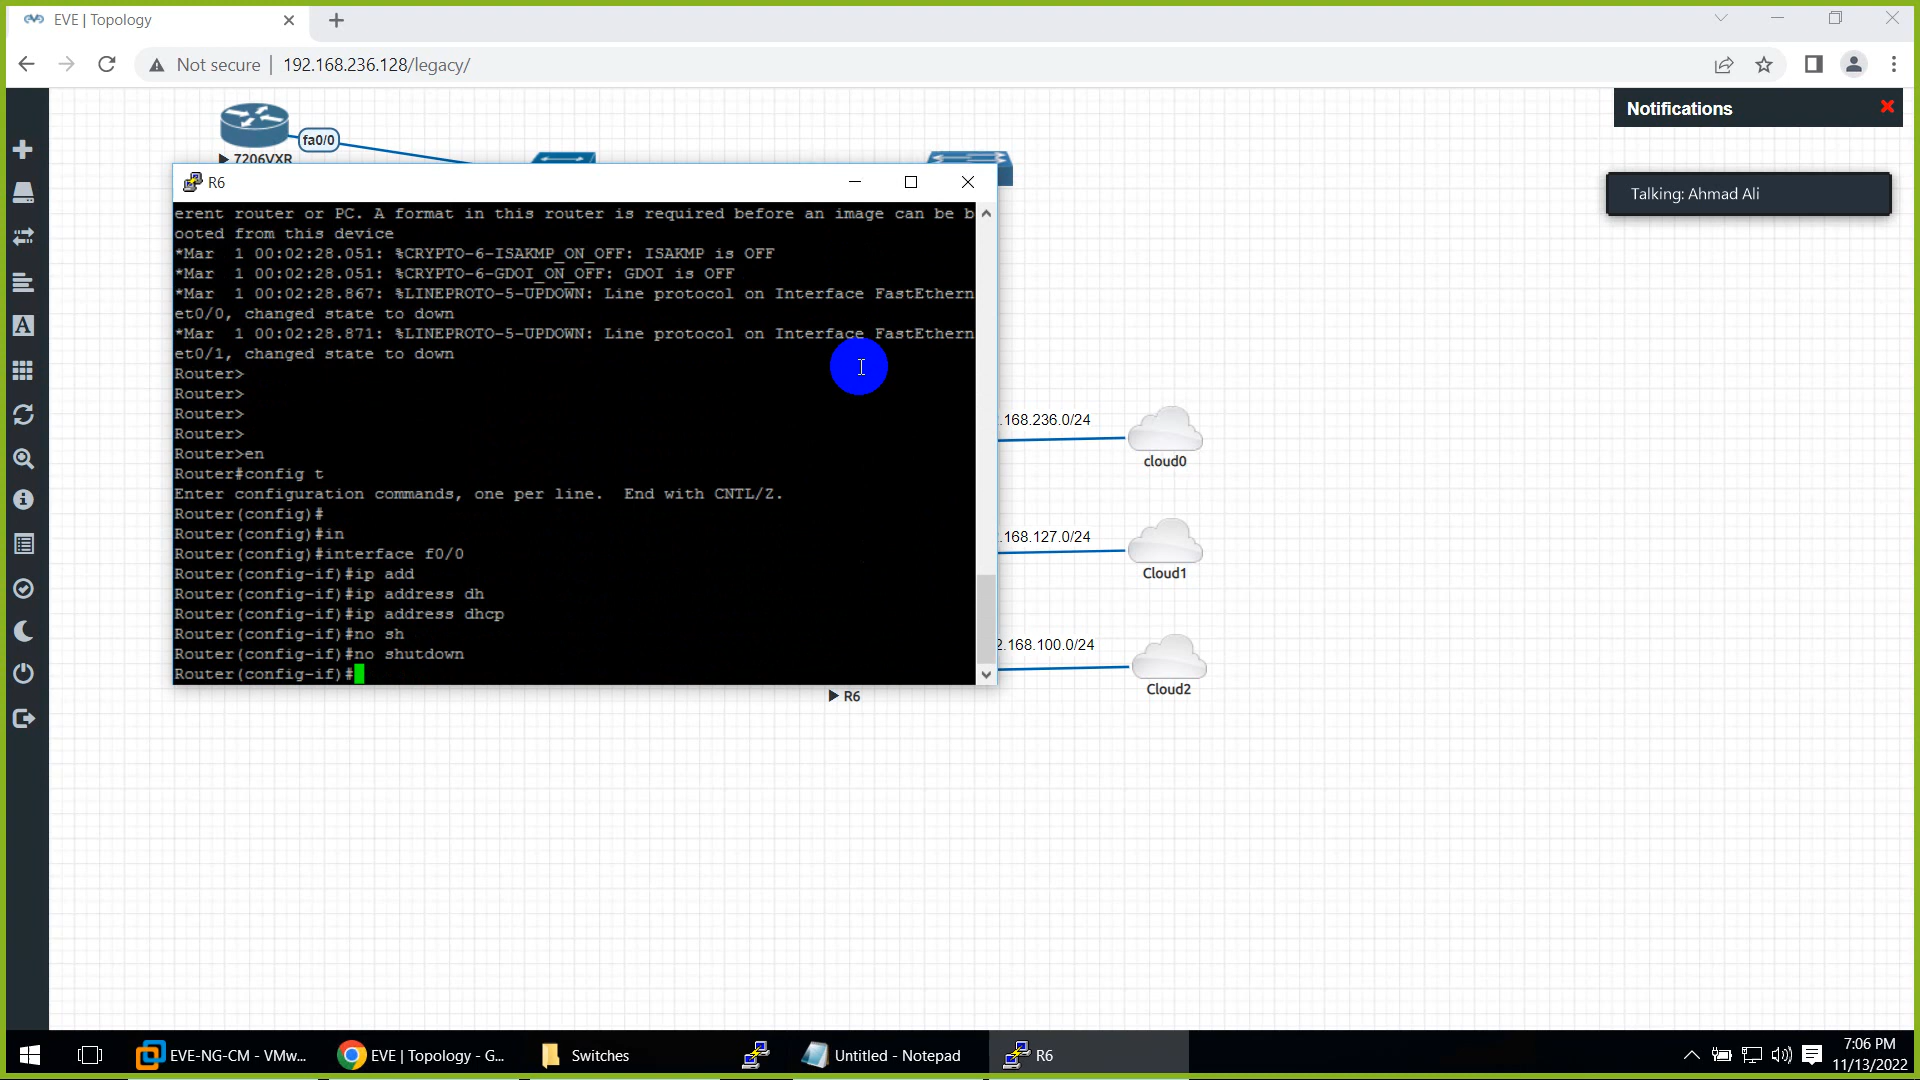 EVE | Topology
Not secure
192.168.236.128/legacy/
Notifications
Talking: Ahmad Ali
fa0/0
7206VXR
R6
erent router or PC. A format in this router is required before an image can be b
ooted from this device
*Mar  1 00:02:28.051: %CRYPTO-6-ISAKMP_ON_OFF: ISAKMP is OFF
*Mar  1 00:02:28.051: %CRYPTO-6-GDOI_ON_OFF: GDOI is OFF
*Mar  1 00:02:28.867: %LINEPROTO-5-UPDOWN: Line protocol on Interface FastEthern
et0/0, changed state to down
*Mar  1 00:02:28.871: %LINEPROTO-5-UPDOWN: Line protocol on Interface FastEthern
et0/1, changed state to down
Router>
Router>
Router>
Router>
Router>en
Router#config t
Enter configuration commands, one per line.  End with CNTL/Z.
Router(config)#
Router(config)#in
Router(config)#interface f0/0
Router(config-if)#ip add
Router(config-if)#ip address dh
Router(config-if)#ip address dhcp
Router(config-if)#no sh
Router(config-if)#no shutdown
Router(config-if)#
.168.236.0/24
cloud0
.168.127.0/24
Cloud1
2.168.100.0/24
Cloud2
R6
EVE-NG-CM - VMw...
EVE | Topology - G...
Switches
Untitled - Notepad
R6
7:06 PM
11/13/2022